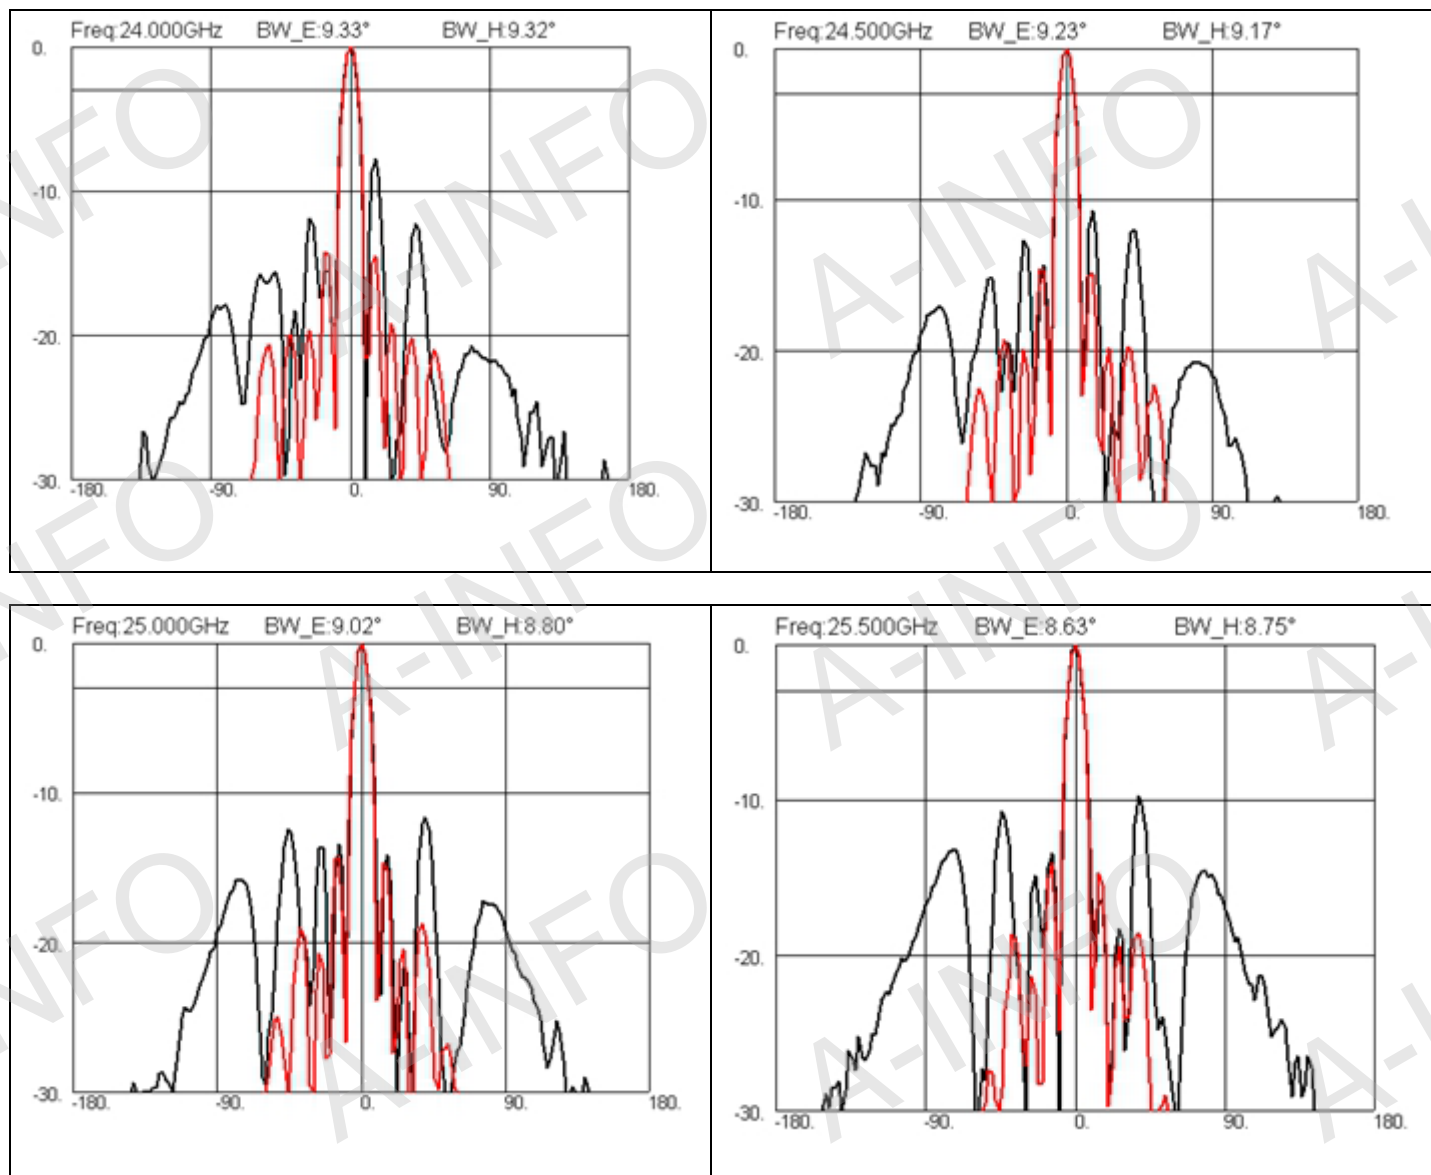 Freq:24.000GHz BW_E:9.33° BW_H:9.32°
0.
-10.
-20.
-30.
-180. -90. 0. 90. 180.
Freq:24.500GHz BW_E:9.23° BW_H:9.17°
0.
-10.
-20.
-30.
-180. -90. 0. 90. 180.
Freq:25.000GHz BW_E:9.02° BW_H:8.80°
0.
-10.
-20.
-30.
-180. -90. 0. 90. 180.
Freq:25.500GHz BW_E:8.63° BW_H:8.75°
0.
-10.
-20.
-30.
-180. -90. 0. 90. 180.
A-INFO
A-INFO
A-INFO
A-INFO